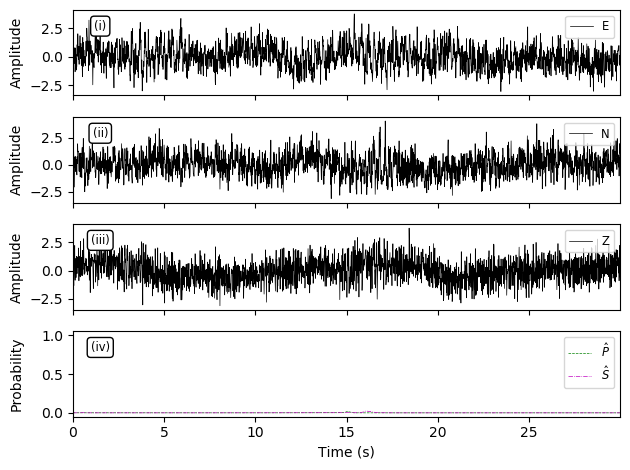 Amplitude
2.5
0.0
−2.5
(i)
E
Amplitude
2.5
0.0
−2.5
(ii)
N
Amplitude
2.5
0.0
−2.5
(iii)
Z
Probability
1.0
0.5
0.0
(iv)
P̂
Ŝ
0 5 10 15 20 25
Time (s)